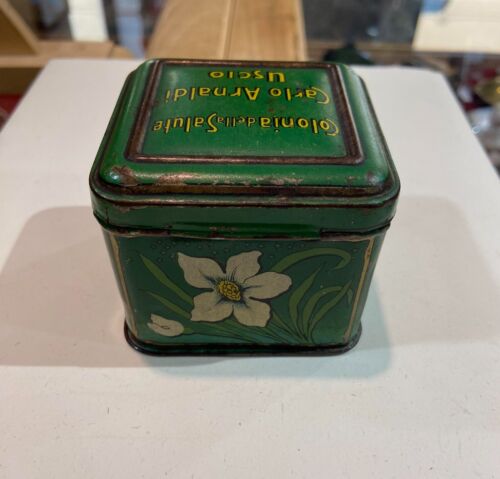 Colonia della Salute
Carlo Arnaldi
Uscio